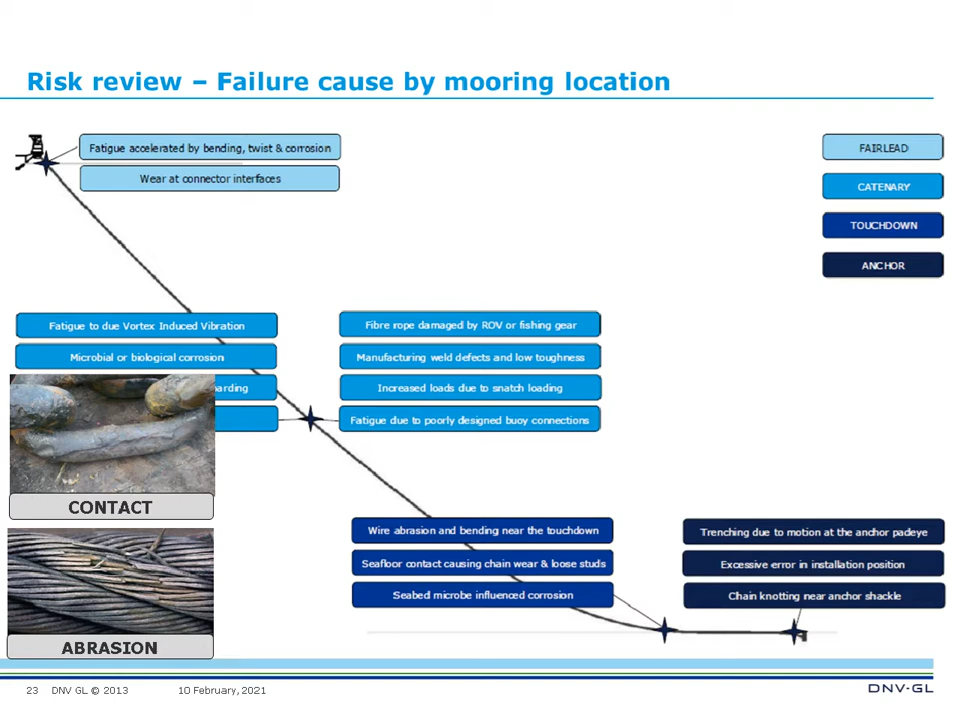 Risk review – Failure cause by mooring location
Fatigue accelerated by bending, twist & corrosion
Wear at connector interfaces
FAIRLEAD
CATENARY
TOUCHDOWN
ANCHOR
Fatigue to due Vortex Induced Vibration
Microbial or biological corrosion
Fibre rope damaged by ROV or fishing gear
Manufacturing weld defects and low toughness
Increased loads due to snatch loading
Fatigue due to poorly designed buoy connections
CONTACT
ABRASION
Wire abrasion and bending near the touchdown
Seafloor contact causing chain wear & loose studs
Seabed microbe influenced corrosion
Trenching due to motion at the anchor padeye
Excessive error in installation position
Chain knotting near anchor shackle
23 DNV GL © 2013 10 February, 2021
DNV·GL